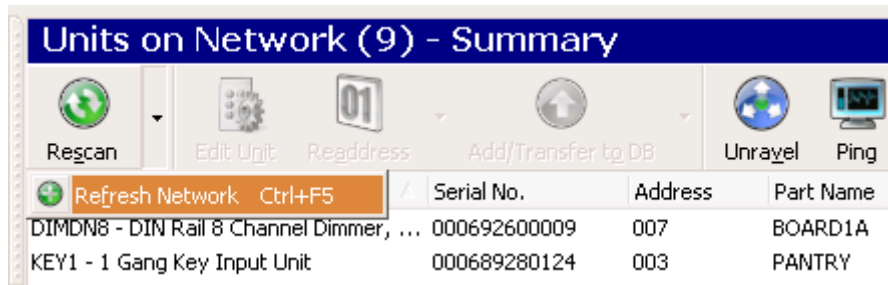 Units on Network (9) - Summary
01
Rescan Edit Unit Readdress Add/Transfer to DB Unravel Ping
Refresh Network Ctrl+F5 Serial No. Address Part Name
DIMDN8 - DIN Rail 8 Channel Dimmer, ... 000692600009 007 BOARD1A
KEY1 - 1 Gang Key Input Unit 000689280124 003 PANTRY